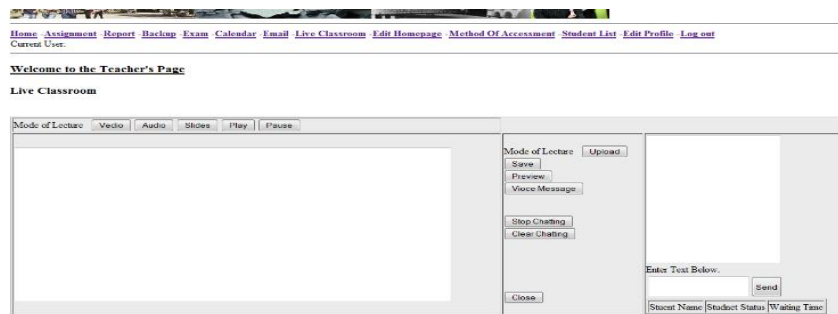 Home -Assignment -Report -Backup -Exam -Calendar -Email -Live Classroom -Edit Homepage -Method Of Accessment -Student List -Edit Profile -Log out
Current User:
Welcome to the Teacher's Page
Live Classroom
Mode of Lecture Vedio Audio Slides Play Pause
Mode of Lecture Upload
Save
Preview
Vioce Message
Stop Chatting
Clear Chatting
Close
Enter Text Below.
Send
Stuent Name Studnet Status Waiting Time